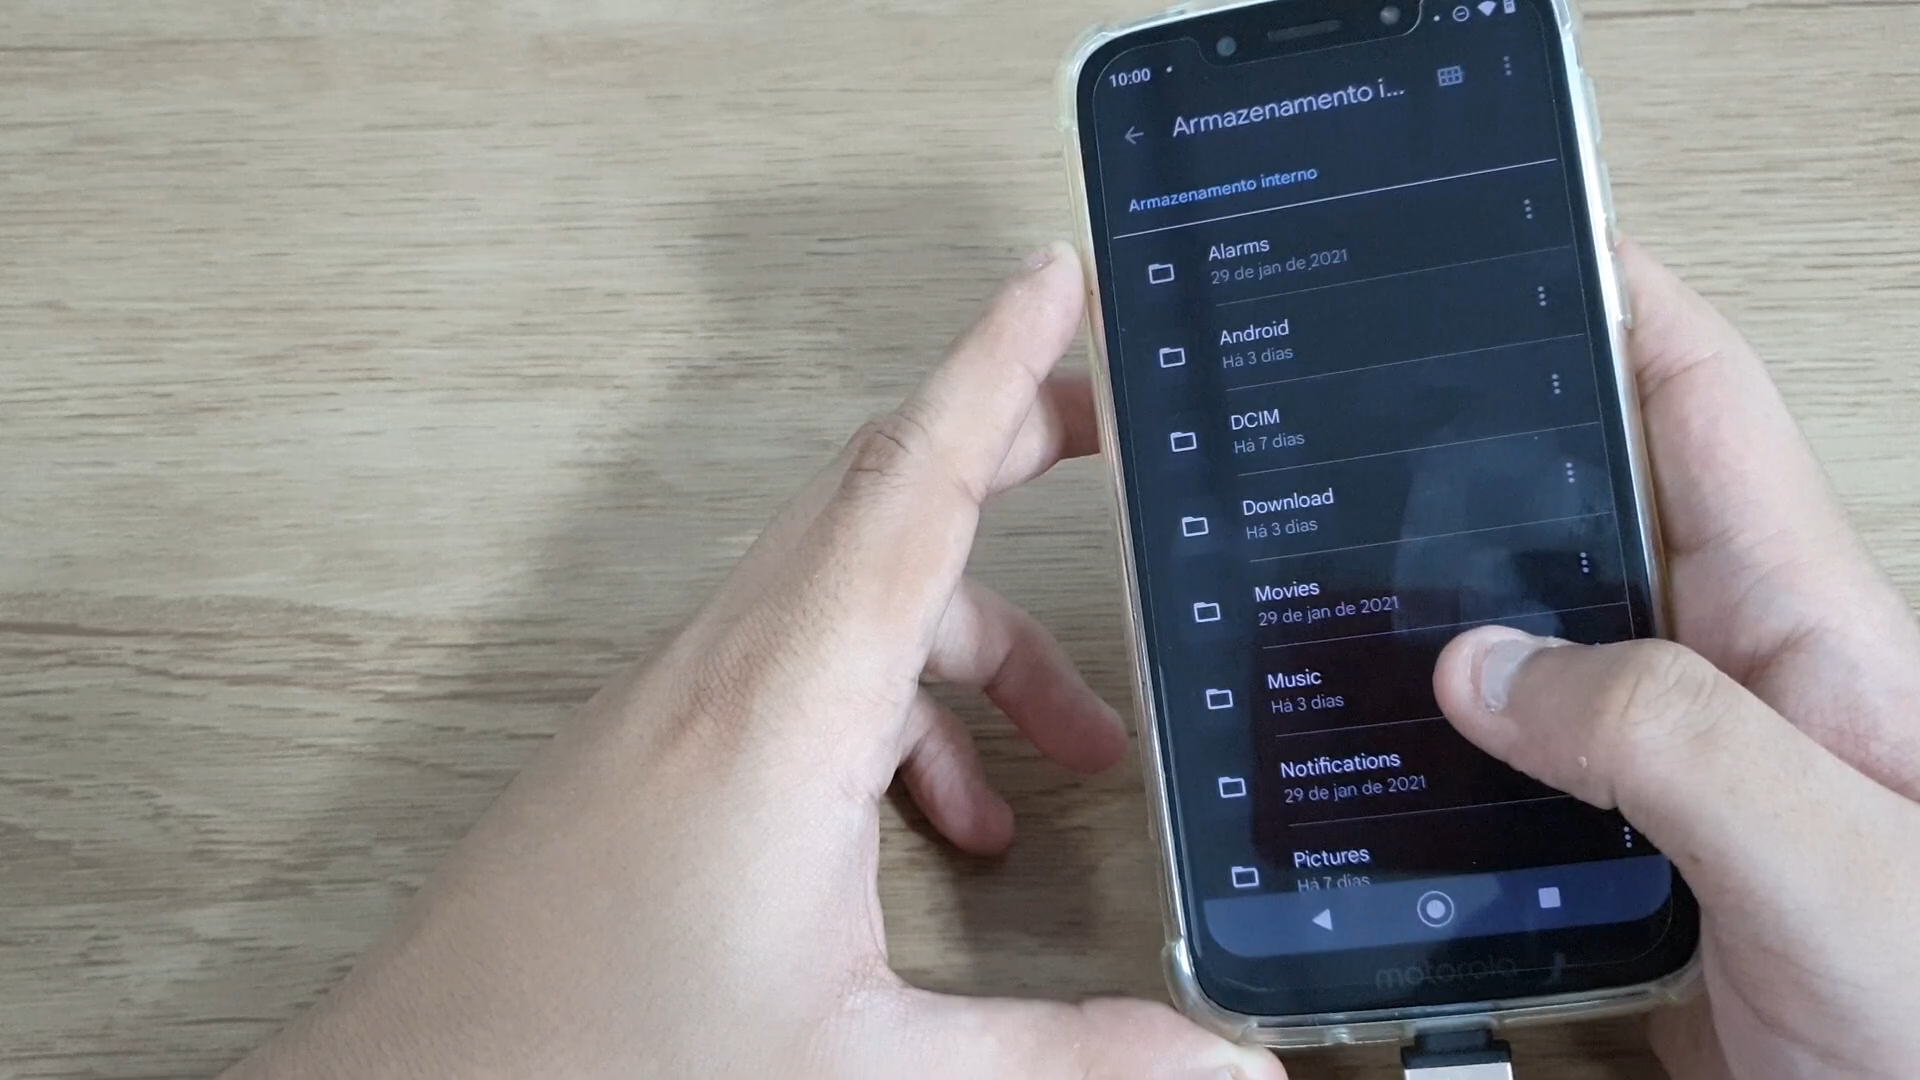 10:00
Armazenamento i...
Armazenamento interno
Alarms
29 de jan de 2021
Android
Há 3 dias
DCIM
Há 7 dias
Download
Há 3 dias
Movies
29 de jan de 2021
Music
Há 3 dias
Notifications
29 de jan de 2021
Pictures
Há 7 dias
motorola